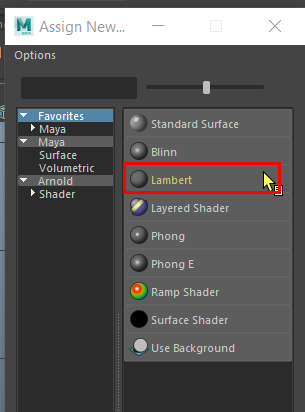 Assign New...
Options
Favorites
Maya
Maya
Surface
Volumetric
Arnold
Shader
Standard Surface
Blinn
Lambert
Layered Shader
Phong
Phong E
Ramp Shader
Surface Shader
Use Background